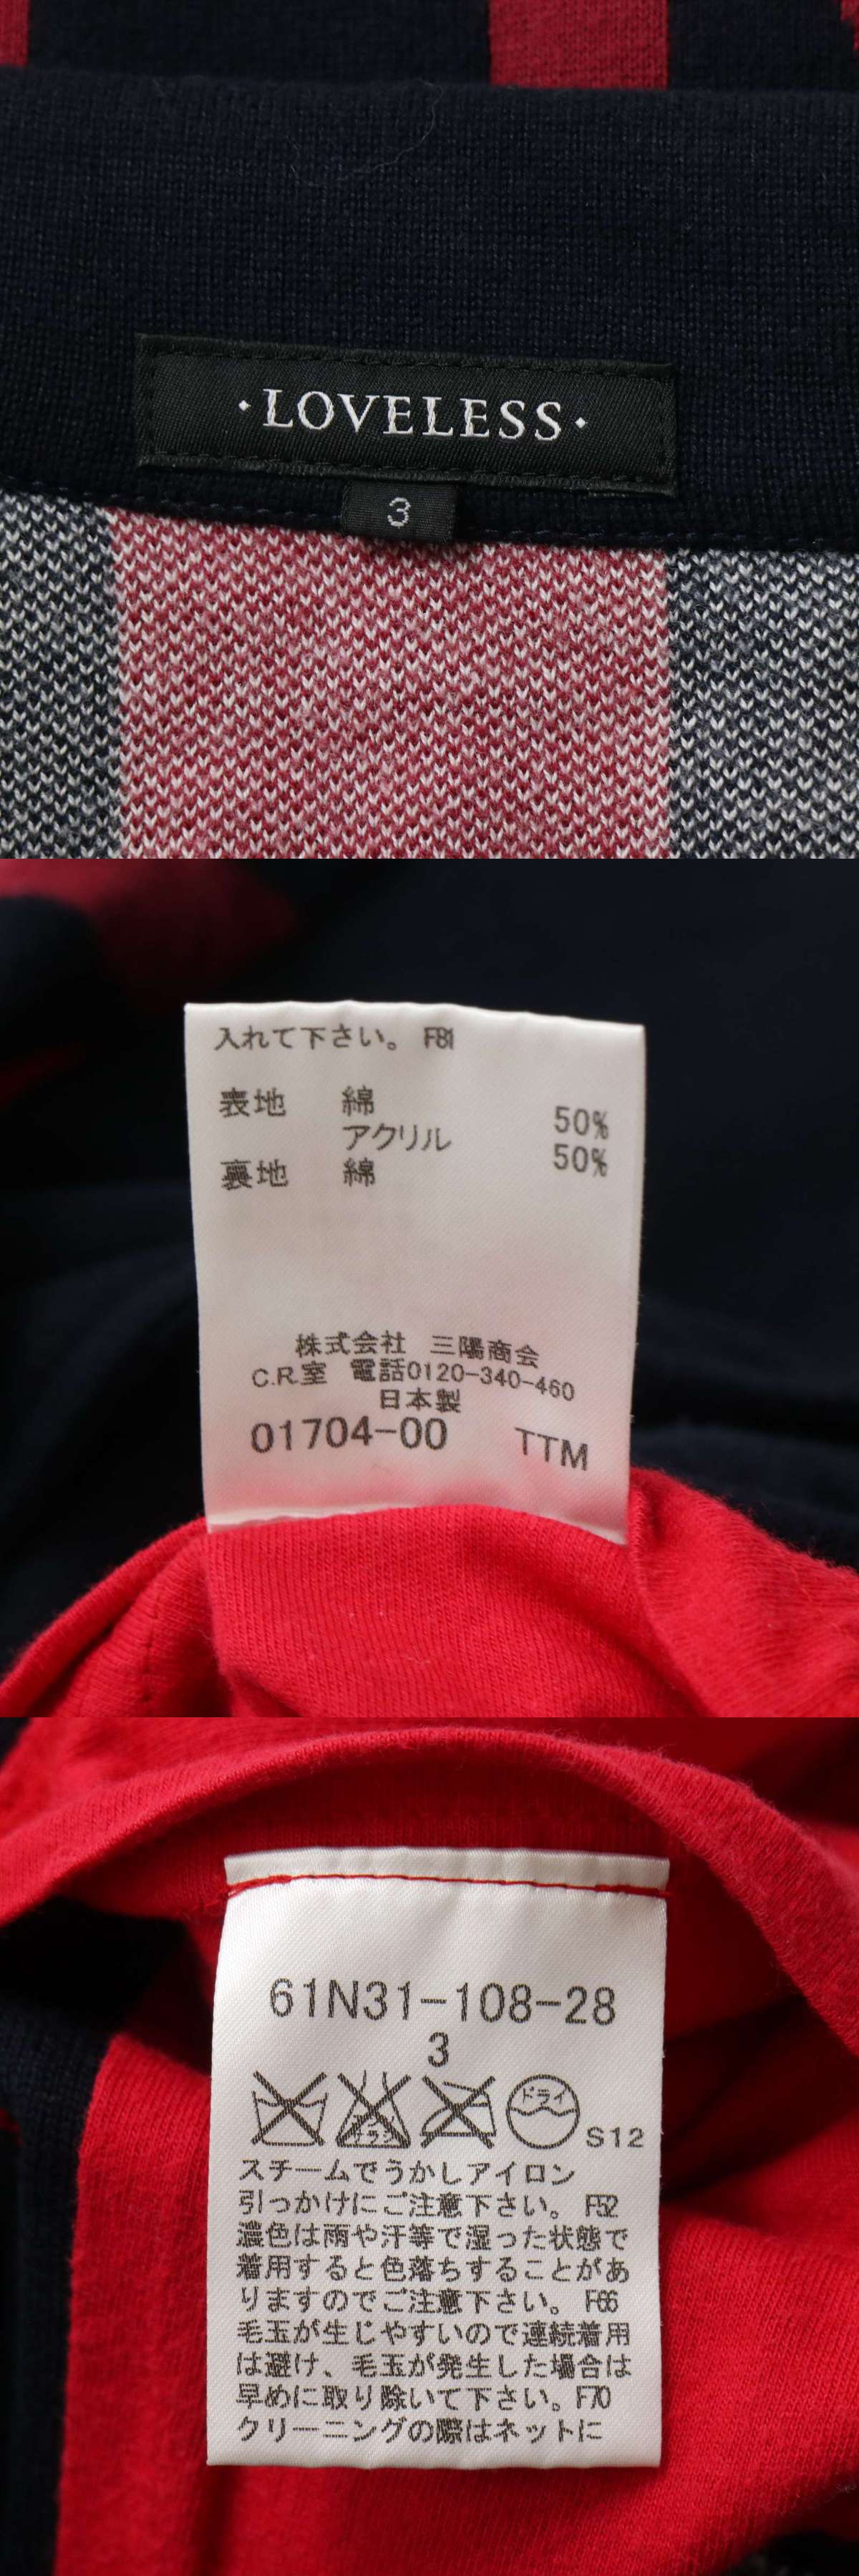 ·LOVELESS·
3
入れて下さい。 F81
表地 綿 50%
アクリル 50%
裏地 綿
株式会社 三陽商会
C.R.室 電話0120-340-460
日本製
01704-00 TTM
61N31-108-28
3
ドライ
S12
スチームでうかしアイロン
引っかけにご注意下さい。 F52
濃色は雨や汗等で湿った状態で
着用すると色落ちすることがあ
りますのでご注意下さい。 F66
毛玉が生じやすいので連続着用
は避け、毛玉が発生した場合は
早めに取り除いて下さい。F70
クリーニングの際はネットに